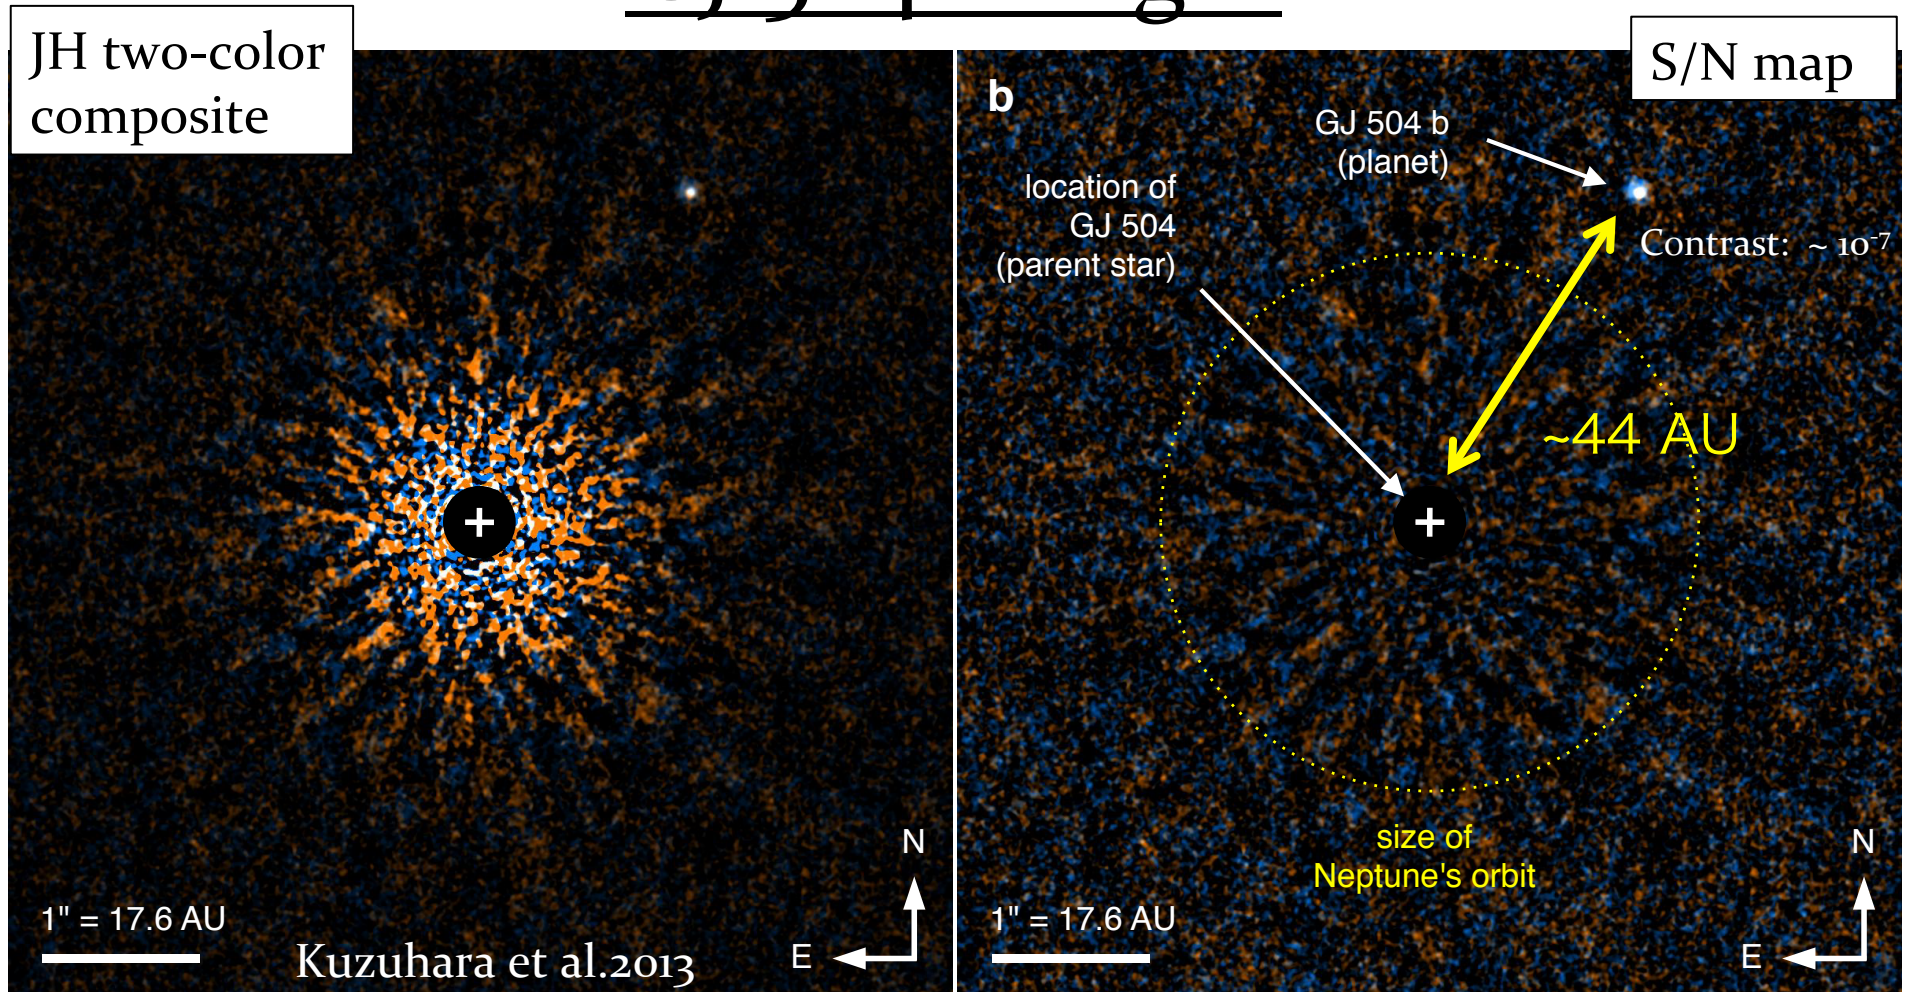 JH two-color
composite
1" = 17.6 AU
Kuzuhara et al.2013
N
E
S/N map
b
GJ 504 b
(planet)
location of
GJ 504
(parent star)
Contrast: ~ 10⁻⁷
~44 AU
size of
Neptune's orbit
1" = 17.6 AU
N
E